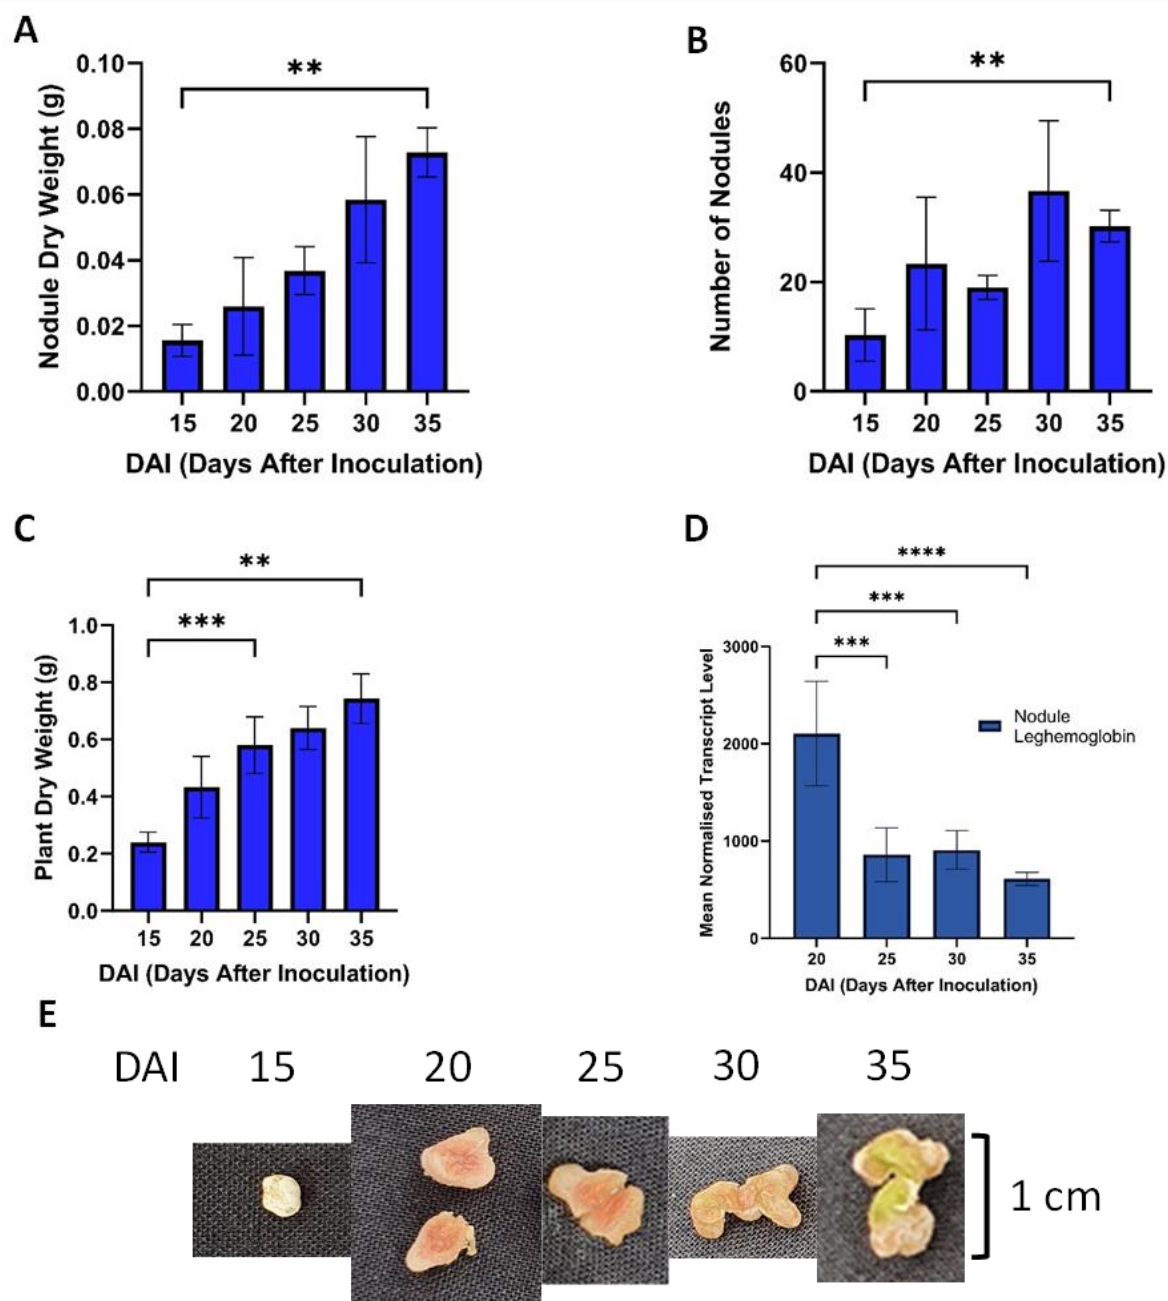 A
**
Nodule Dry Weight (g)
0.10
0.08
0.06
0.04
0.02
0.00
15 20 25 30 35
DAI (Days After Inoculation)
B
**
Number of Nodules
60
40
20
0
15 20 25 30 35
DAI (Days After Inoculation)
C
**
***
Plant Dry Weight (g)
1.0
0.8
0.6
0.4
0.2
0.0
15 20 25 30 35
DAI (Days After Inoculation)
D
****
***
***
Mean Normalised Transcript Level
3000
2000
1000
0
20 25 30 35
DAI (Days After Inoculation)
Nodule
Leghemoglobin
E
DAI 15 20 25 30 35
1 cm